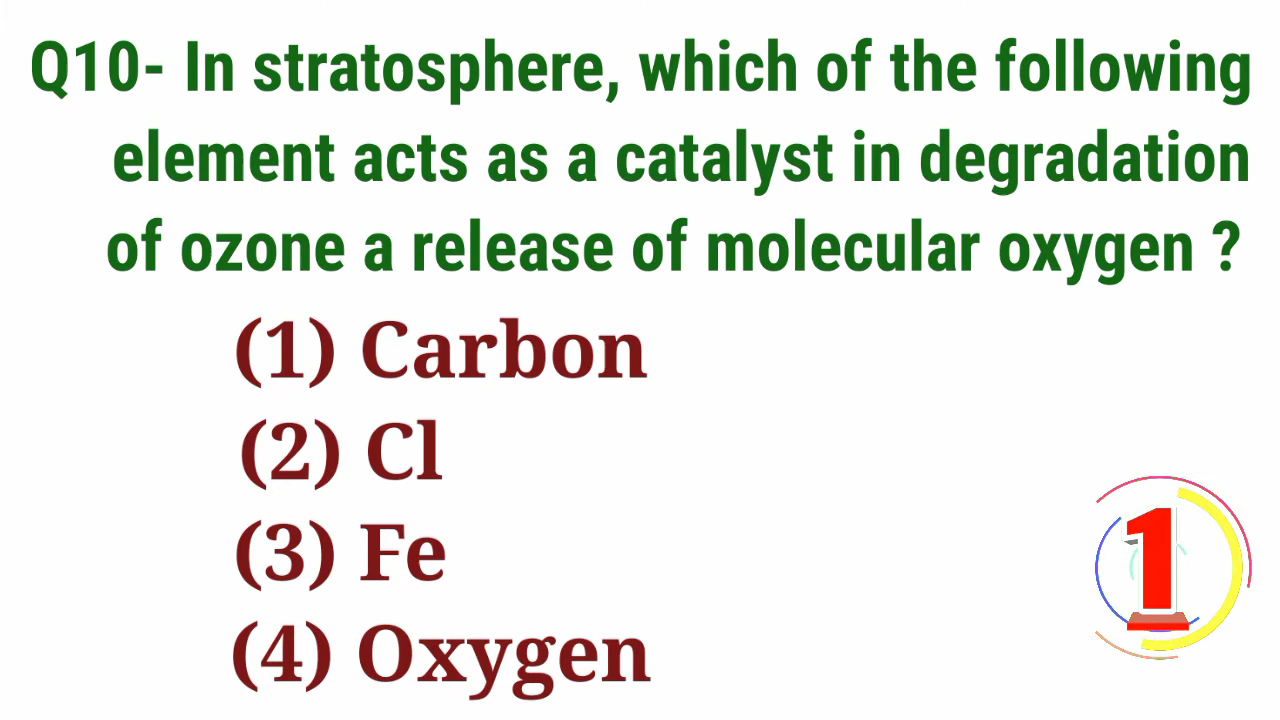 Q10- In stratosphere, which of the following
element acts as a catalyst in degradation
of ozone a release of molecular oxygen ?
(1) Carbon
(2) Cl
(3) Fe
(4) Oxygen
1